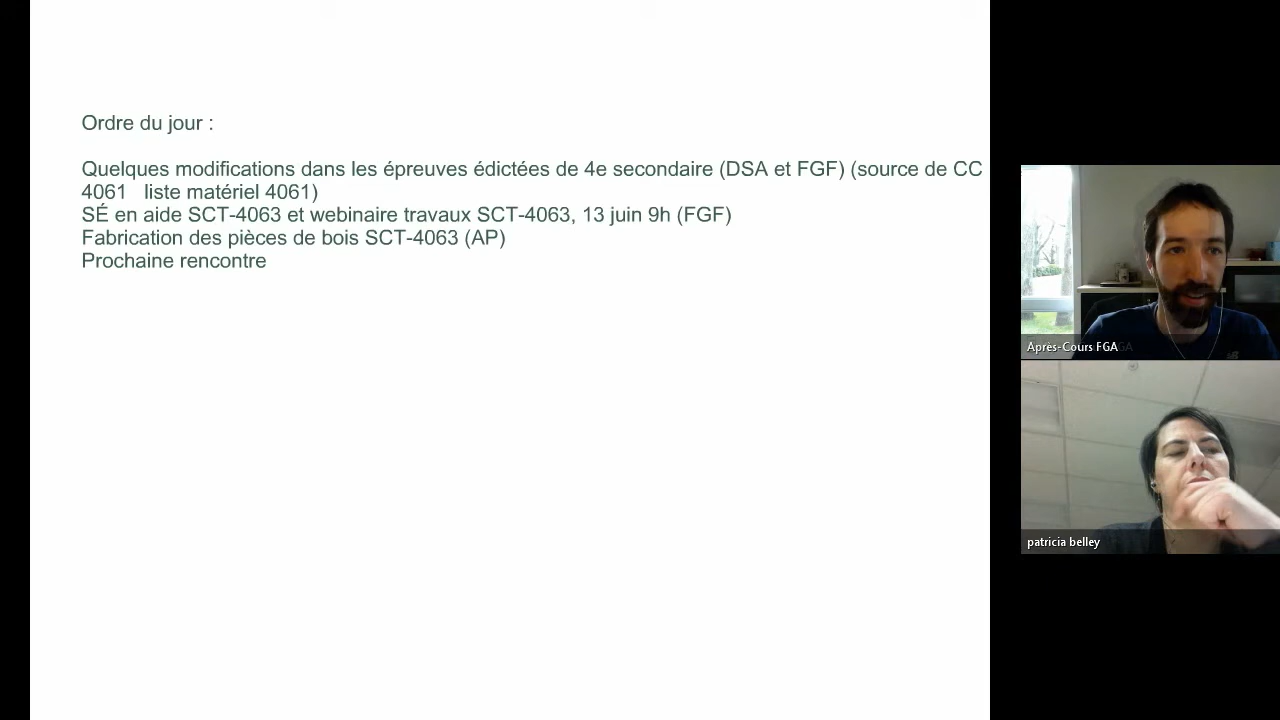 Ordre du jour :
Quelques modifications dans les épreuves édictées de 4e secondaire (DSA et FGF) (source de CC
4061   liste matériel 4061)
SÉ en aide SCT-4063 et webinaire travaux SCT-4063, 13 juin 9h (FGF)
Fabrication des pièces de bois SCT-4063 (AP)
Prochaine rencontre
Après-Cours FGA
patricia belley